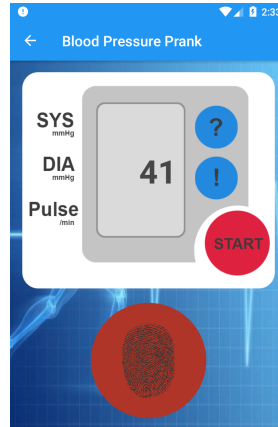 2:33
Blood Pressure Prank
SYS
mmHg
?
DIA
mmHg
41
!
Pulse
/min
START